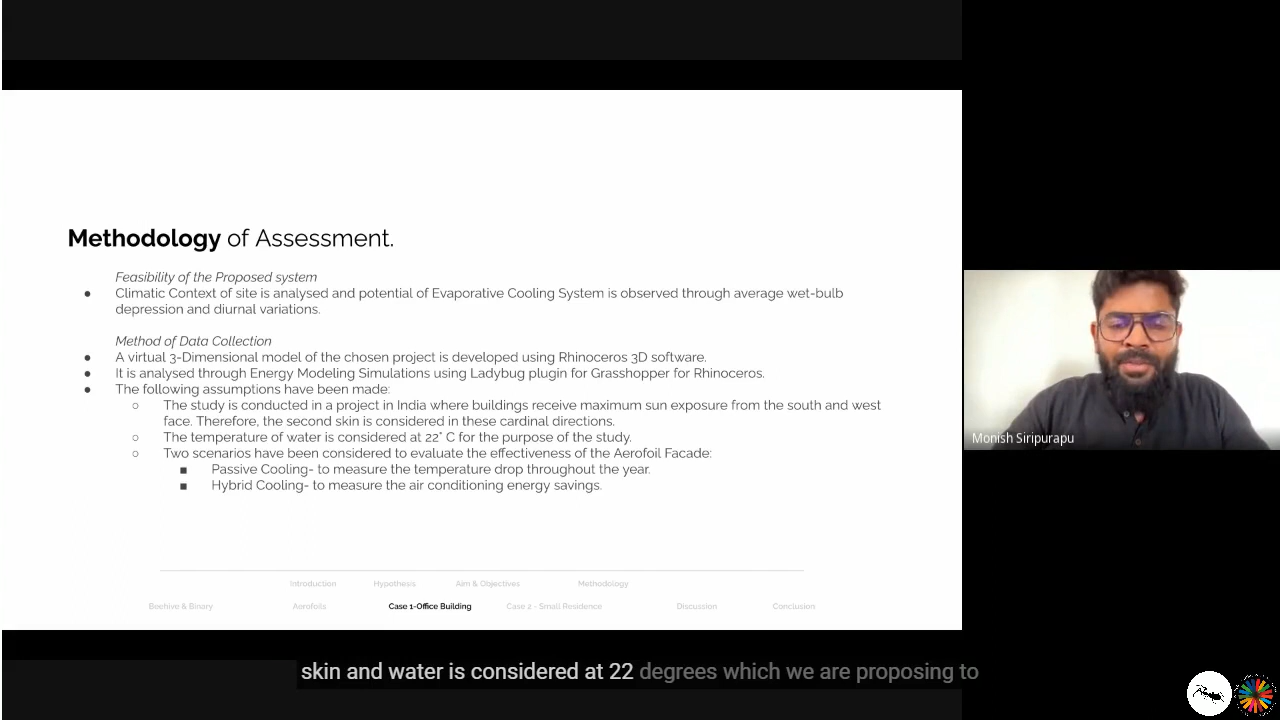 Methodology of Assessment.
Feasibility of the Proposed system
● Climatic Context of site is analysed and potential of Evaporative Cooling System is observed through average wet-bulb
depression and diurnal variations.
Method of Data Collection
● A virtual 3-Dimensional model of the chosen project is developed using Rhinoceros 3D software.
● It is analysed through Energy Modeling Simulations using Ladybug plugin for Grasshopper for Rhinoceros.
● The following assumptions have been made:
○ The study is conducted in a project in India where buildings receive maximum sun exposure from the south and west
face. Therefore, the second skin is considered in these cardinal directions.
○ The temperature of water is considered at 22° C for the purpose of the study.
○ Two scenarios have been considered to evaluate the effectiveness of the Aerofoil Facade:
■ Passive Cooling- to measure the temperature drop throughout the year.
■ Hybrid Cooling- to measure the air conditioning energy savings.
Introduction Hypothesis Aim & Objectives Methodology
Beehive & Binary Aerofoils Case 1-Office Building Case 2 - Small Residence Discussion Conclusion
Monish Siripurapu
skin and water is considered at 22 degrees which we are proposing to